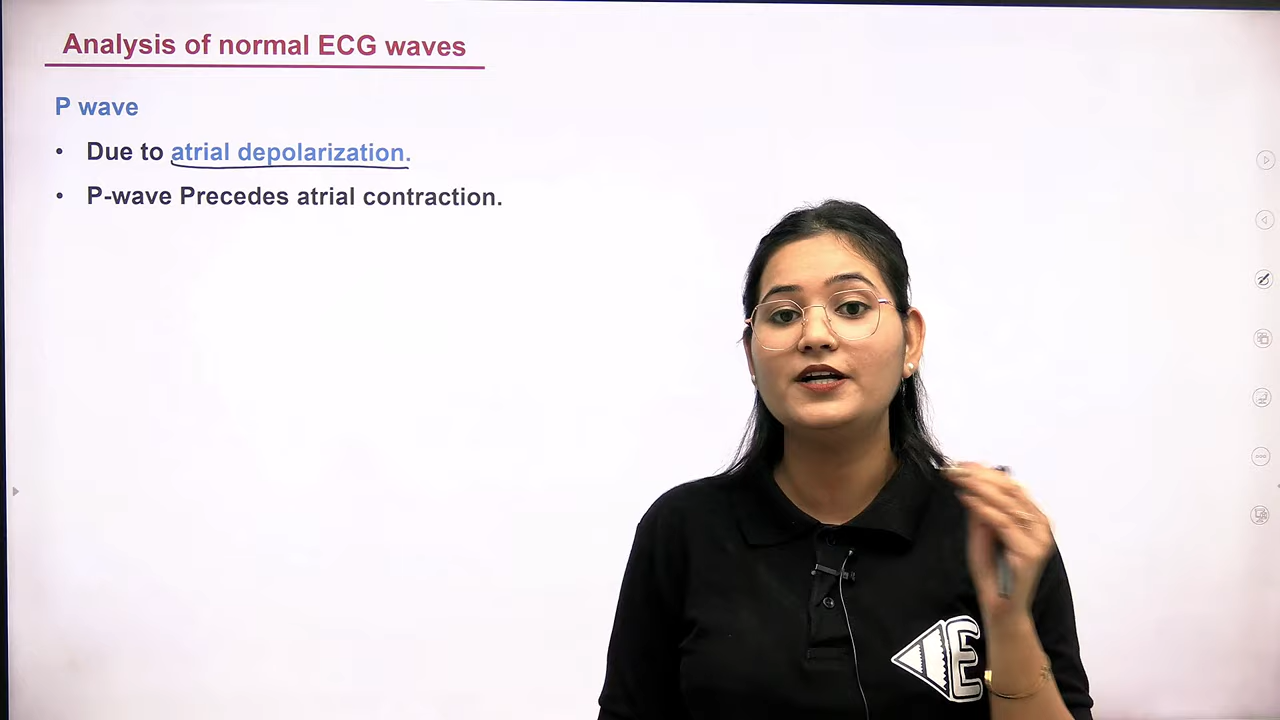 Analysis of normal ECG waves
P wave
• Due to atrial depolarization.
• P-wave Precedes atrial contraction.
E